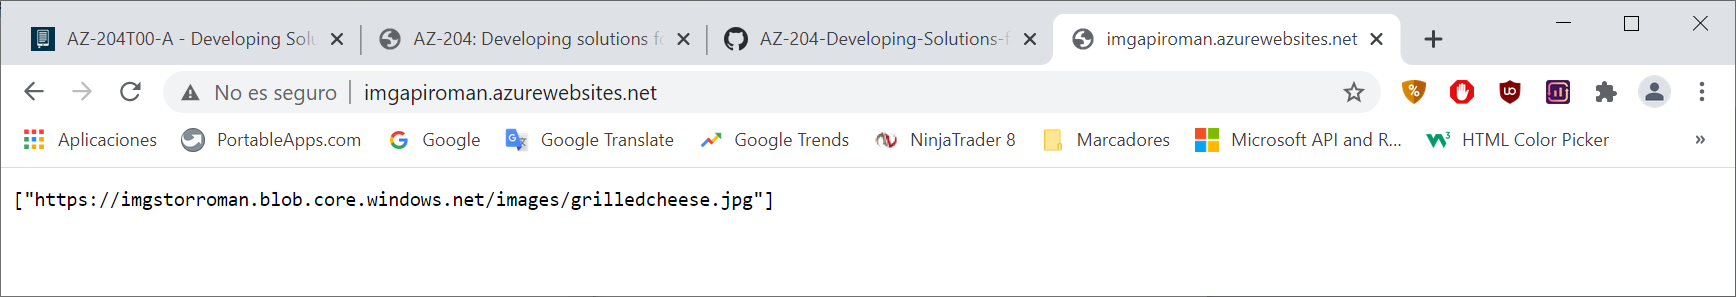 AZ-204T00-A - Developing Solu
AZ-204: Developing solutions fo
AZ-204-Developing-Solutions-f
imgapiroman.azurewebsites.net
No es seguro
imgapiroman.azurewebsites.net
Aplicaciones
PortableApps.com
Google
Google Translate
Google Trends
NinjaTrader 8
Marcadores
Microsoft API and R...
HTML Color Picker
»
["https://imgstorroman.blob.core.windows.net/images/grilledcheese.jpg"]